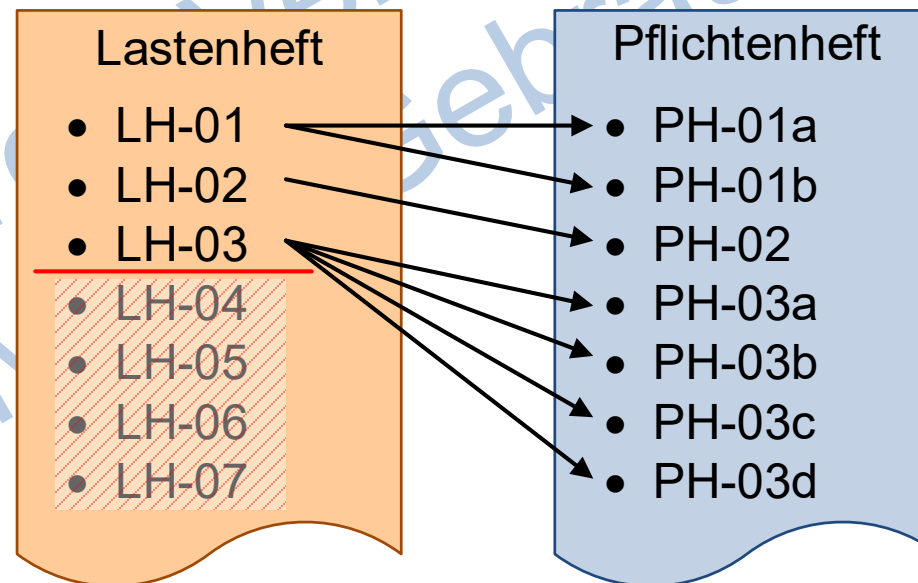 Lastenheft
• LH-01
• LH-02
• LH-03
• LH-04
• LH-05
• LH-06
• LH-07
Pflichtenheft
• PH-01a
• PH-01b
• PH-02
• PH-03a
• PH-03b
• PH-03c
• PH-03d